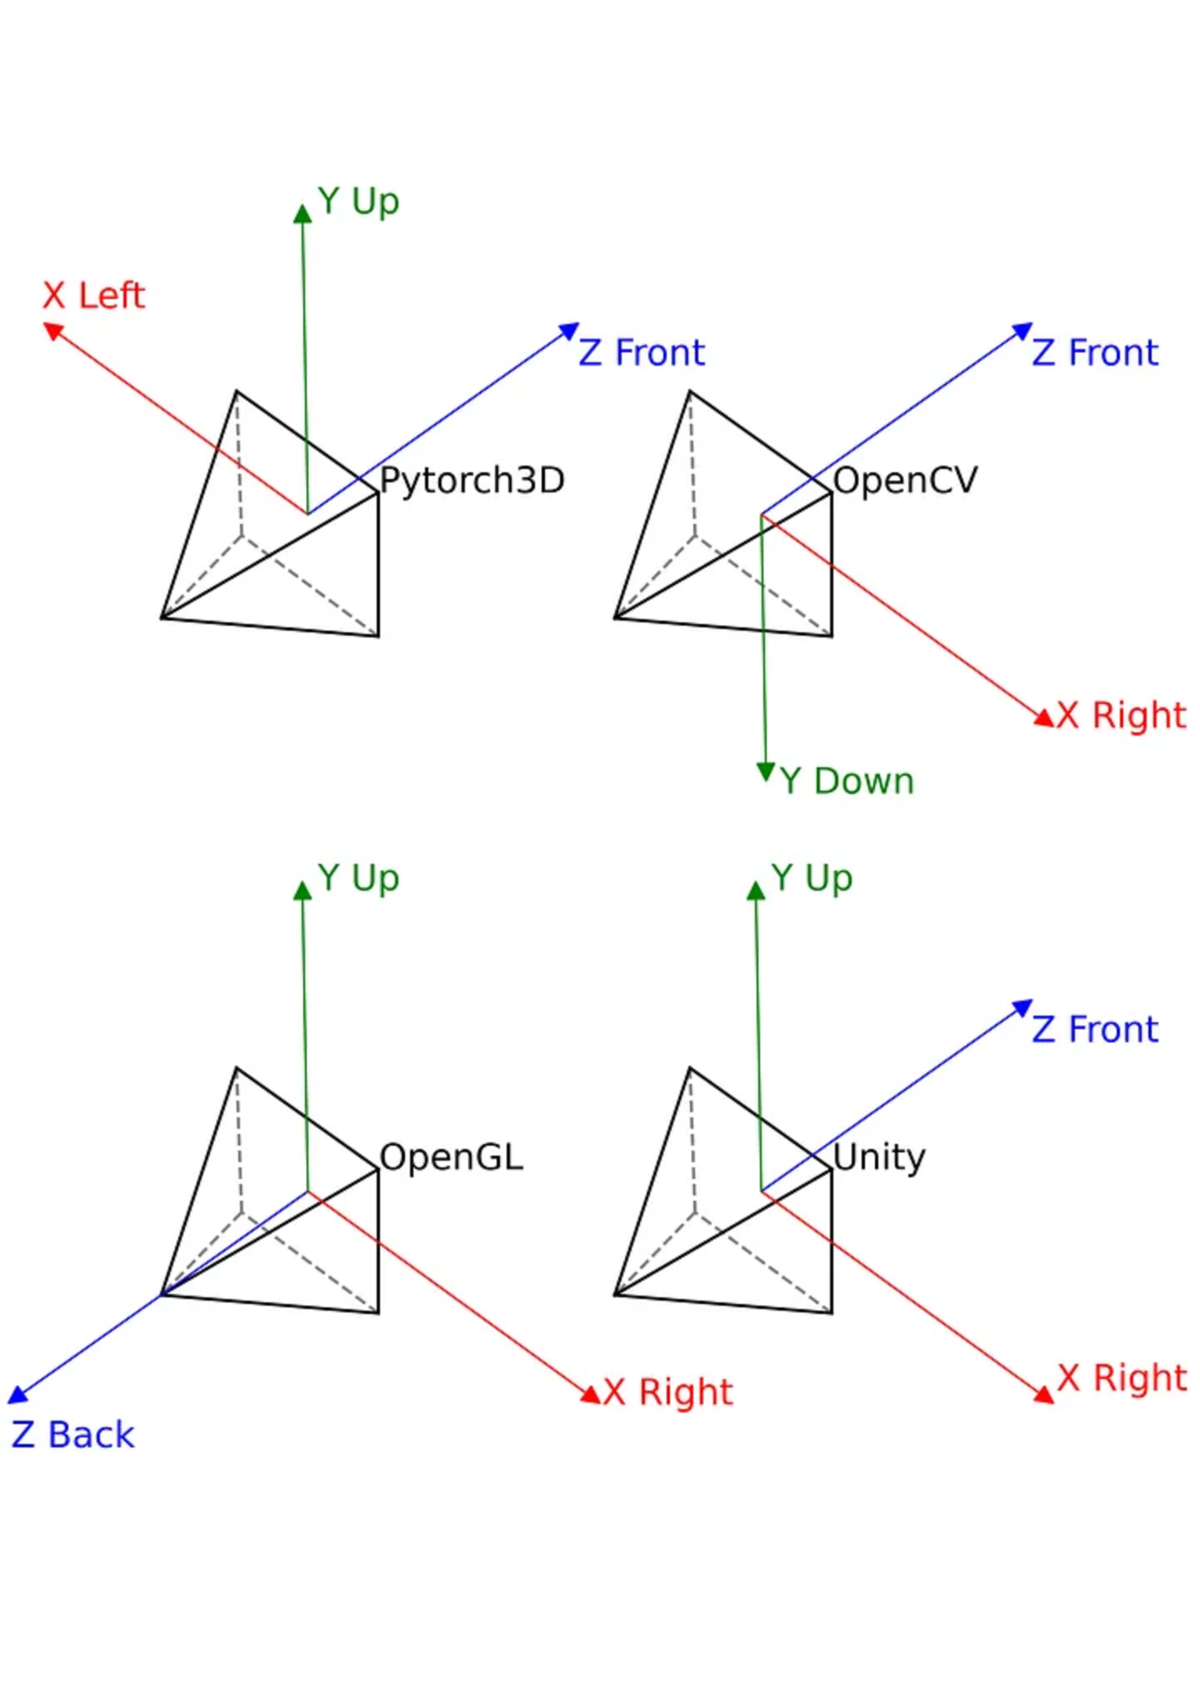 Y Up
X Left
Z Front
Pytorch3D
Z Front
OpenCV
X Right
Y Down
Y Up
OpenGL
X Right
Z Back
Y Up
Z Front
Unity
X Right